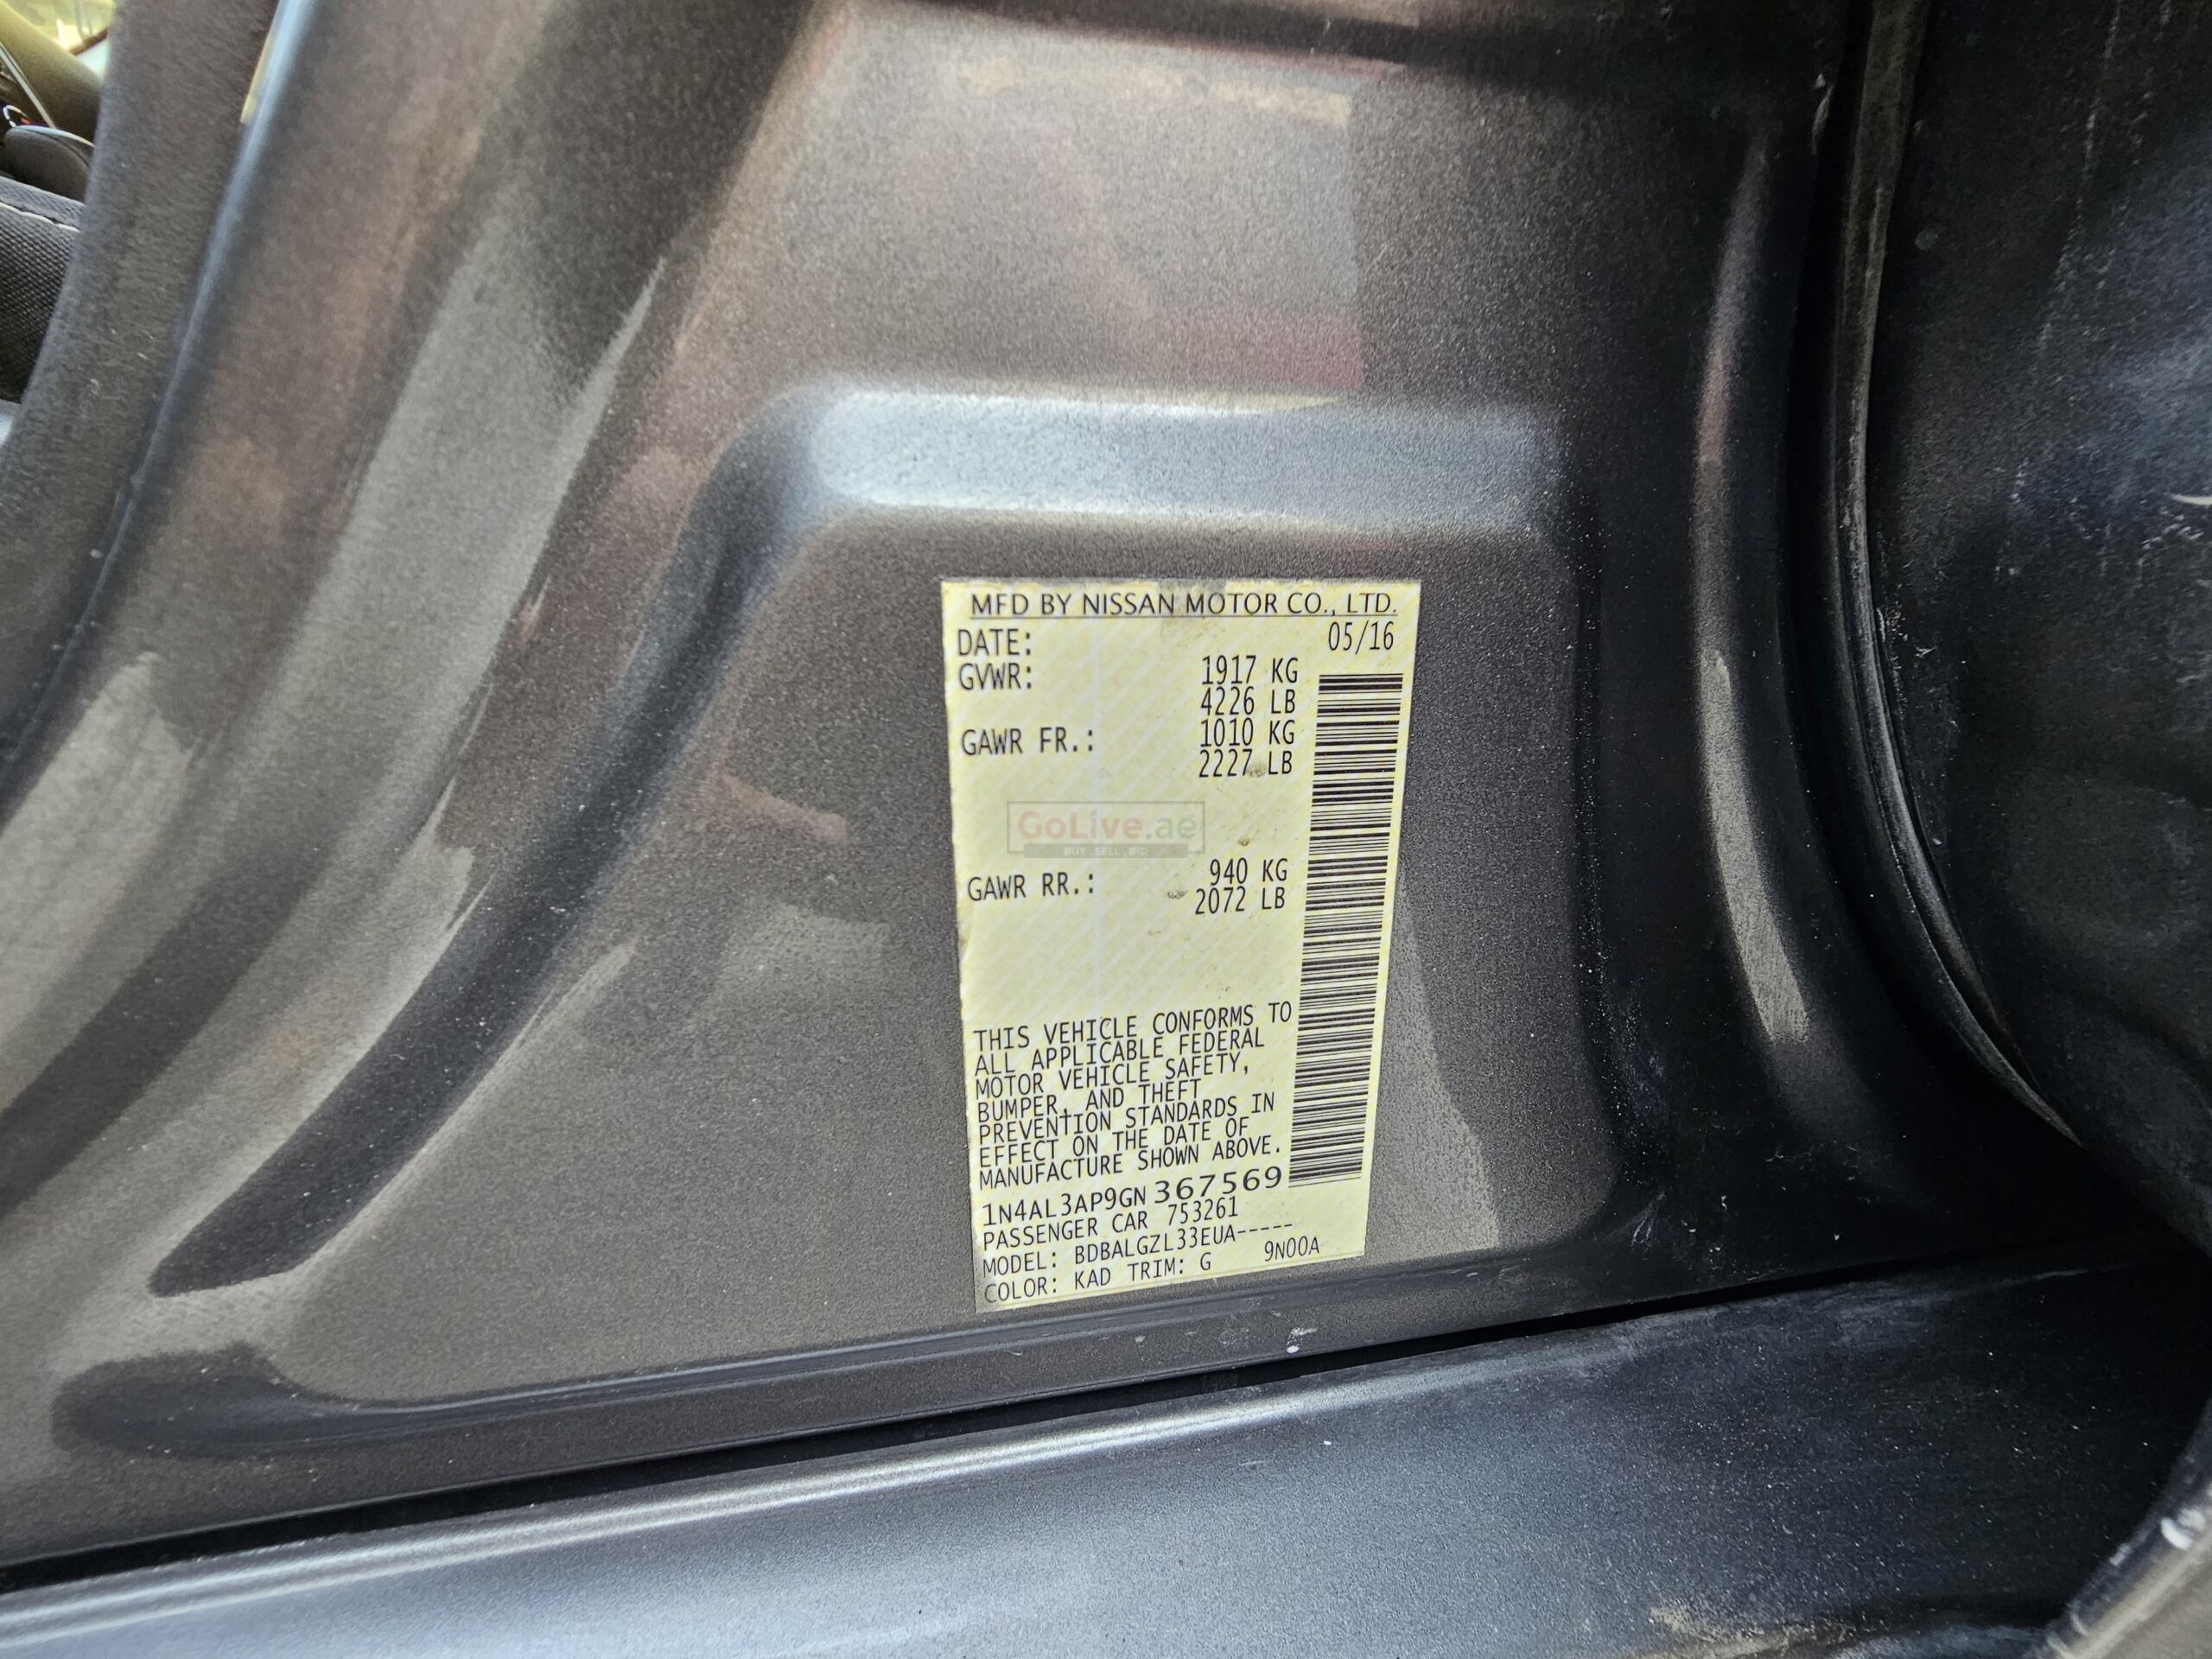 MFD BY NISSAN MOTOR CO., LTD.
DATE: 05/16
GVWR: 1917 KG
4226 LB
GAWR FR.: 1010 KG
2227 LB
GoLive.ae
BUY SELL BID
GAWR RR.: 940 KG
2072 LB
THIS VEHICLE CONFORMS TO
ALL APPLICABLE FEDERAL
MOTOR VEHICLE SAFETY,
BUMPER, AND THEFT
PREVENTION STANDARDS IN
EFFECT ON THE DATE OF
MANUFACTURE SHOWN ABOVE.
1N4AL3AP9GN 367569
PASSENGER CAR 753261
MODEL: BDBALGZL33EUA-----
COLOR: KAD TRIM: G 9N00A